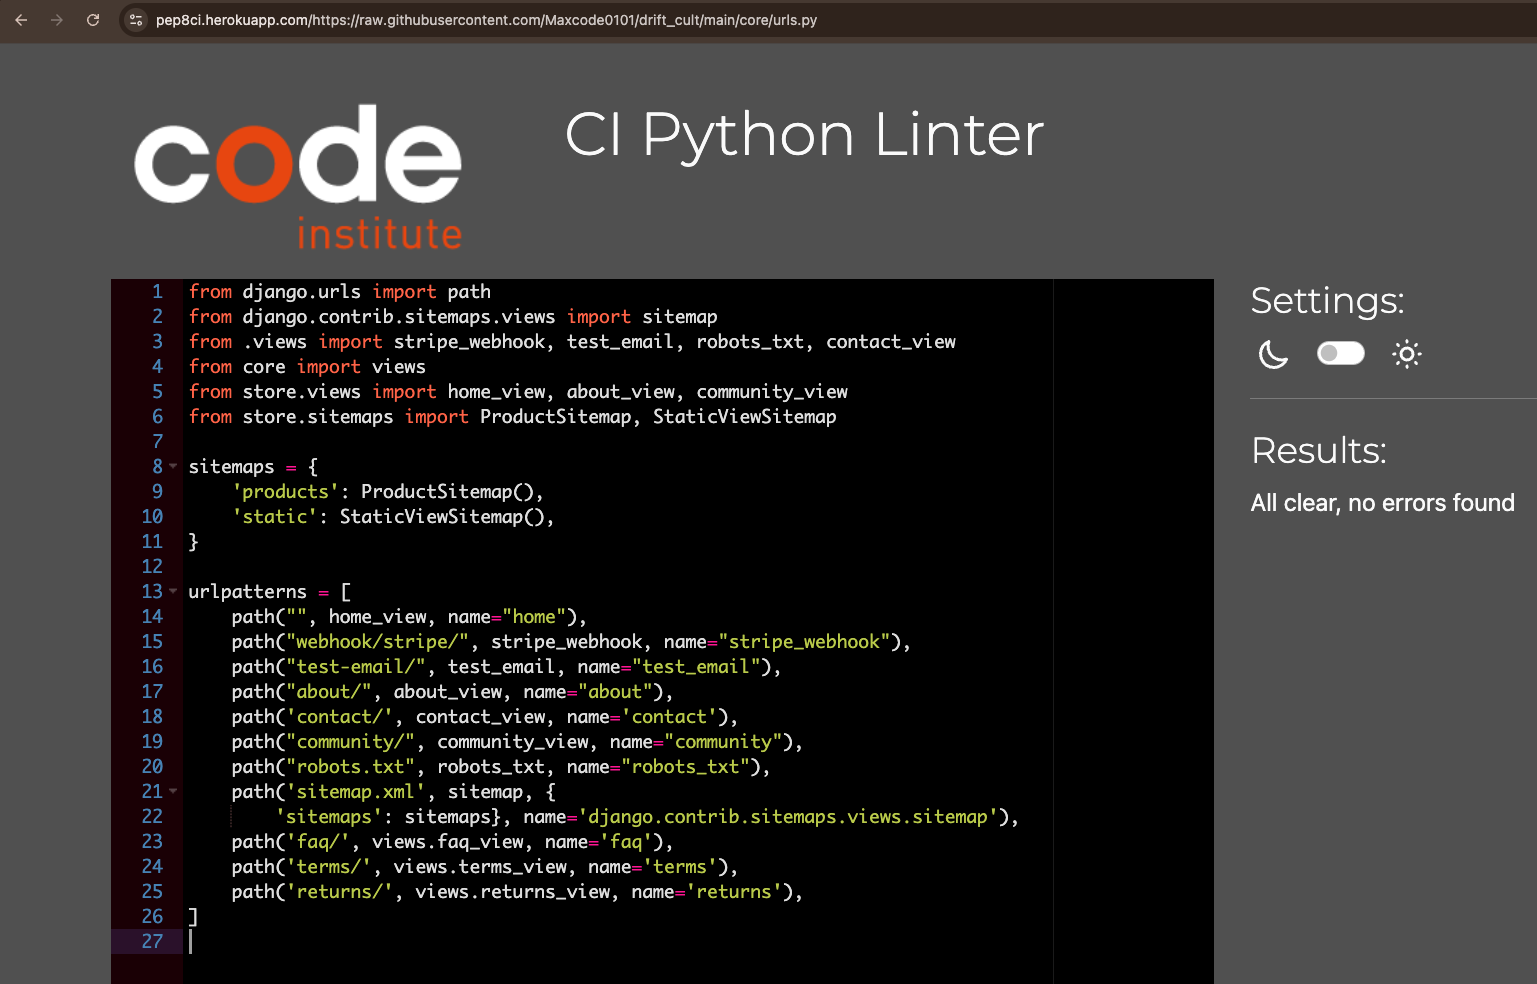 pep8ci.herokuapp.com/https://raw.githubusercontent.com/Maxcode0101/drift_cult/main/core/urls.py
code
institute
CI Python Linter
1 from django.urls import path
2 from django.contrib.sitemaps.views import sitemap
3 from .views import stripe_webhook, test_email, robots_txt, contact_view
4 from core import views
5 from store.views import home_view, about_view, community_view
6 from store.sitemaps import ProductSitemap, StaticViewSitemap
7
8 sitemaps = {
9     'products': ProductSitemap(),
10     'static': StaticViewSitemap(),
11 }
12
13 urlpatterns = [
14     path("", home_view, name="home"),
15     path("webhook/stripe/", stripe_webhook, name="stripe_webhook"),
16     path("test-email/", test_email, name="test_email"),
17     path("about/", about_view, name="about"),
18     path('contact/', contact_view, name='contact'),
19     path("community/", community_view, name="community"),
20     path("robots.txt", robots_txt, name="robots_txt"),
21     path('sitemap.xml', sitemap, {
22         'sitemaps': sitemaps}, name='django.contrib.sitemaps.views.sitemap'),
23     path('faq/', views.faq_view, name='faq'),
24     path('terms/', views.terms_view, name='terms'),
25     path('returns/', views.returns_view, name='returns'),
26 ]
27
Settings:
Results:
All clear, no errors found